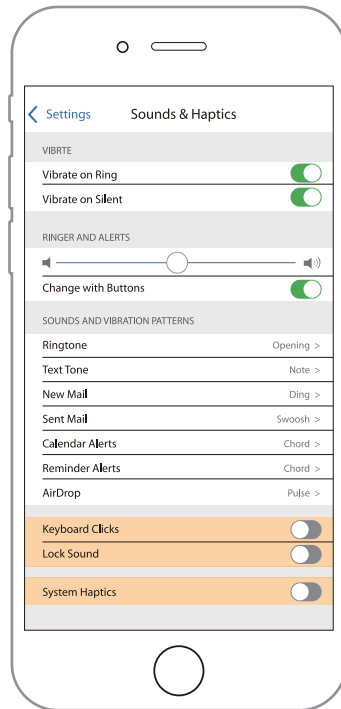 Settings Sounds & Haptics
VIBRTE
Vibrate on Ring
Vibrate on Silent
RINGER AND ALERTS
Change with Buttons
SOUNDS AND VIBRATION PATTERNS
Ringtone Opening >
Text Tone Note >
New Mail Ding >
Sent Mail Swoosh >
Calendar Alerts Chord >
Reminder Alerts Chord >
AirDrop Pulse >
Keyboard Clicks
Lock Sound
System Haptics